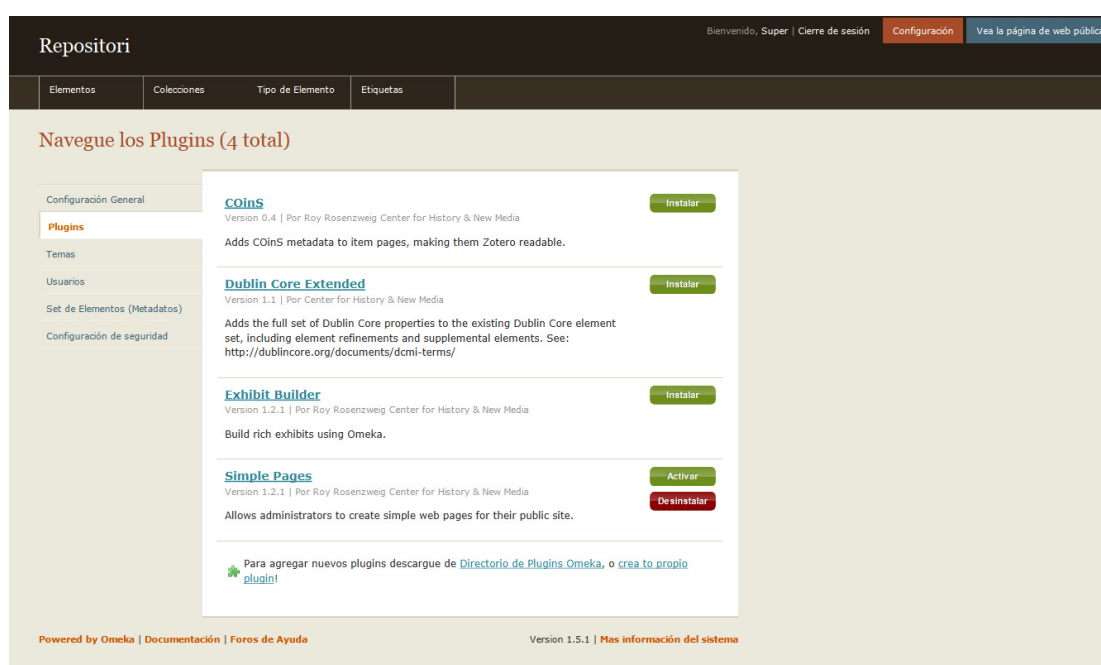 Repositori
Bienvenido, Super | Cierre de sesión
Configuración
Vea la página de web pública
Elementos
Colecciones
Tipo de Elemento
Etiquetas
Navegue los Plugins (4 total)
Configuración General
Plugins
Temas
Usuarios
Set de Elementos (Metadatos)
Configuración de seguridad
COinS
Instalar
Version 0.4 | Por Roy Rosenzweig Center for History & New Media
Adds COinS metadata to item pages, making them Zotero readable.
Dublin Core Extended
Instalar
Version 1.1 | Por Center for History & New Media
Adds the full set of Dublin Core properties to the existing Dublin Core element
set, including element refinements and supplemental elements. See:
http://dublincore.org/documents/dcmi-terms/
Exhibit Builder
Instalar
Version 1.2.1 | Por Roy Rosenzweig Center for History & New Media
Build rich exhibits using Omeka.
Simple Pages
Activar
Version 1.2.1 | Por Roy Rosenzweig Center for History & New Media
Desinstalar
Allows administrators to create simple web pages for their public site.
Para agregar nuevos plugins descargue de Directorio de Plugins Omeka, o crea to propio
plugin!
Powered by Omeka | Documentación | Foros de Ayuda
Version 1.5.1 | Mas información del sistema